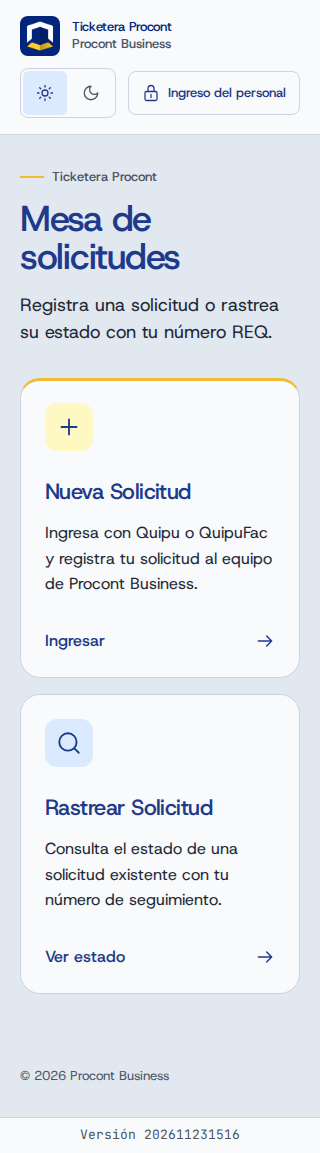 Ticketera Procont
Procont Business
Ingreso del personal
Ticketera Procont
Mesa de
solicitudes
Registra una solicitud o rastrea
su estado con tu número REQ.
Nueva Solicitud
Ingresa con Quipu o QuipuFac
y registra tu solicitud al equipo
de Procont Business.
Ingresar
Rastrear Solicitud
Consulta el estado de una
solicitud existente con tu
número de seguimiento.
Ver estado
© 2026 Procont Business
Versión 202611231516